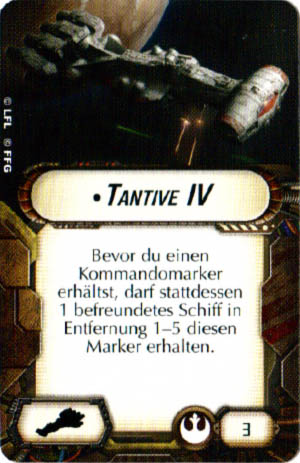 © LFL © FFG
• TANTIVE IV
Bevor du einen
Kommandomarker
erhältst, darf stattdessen
1 befreundetes Schiff in
Entfernung 1–5 diesen
Marker erhalten.
3